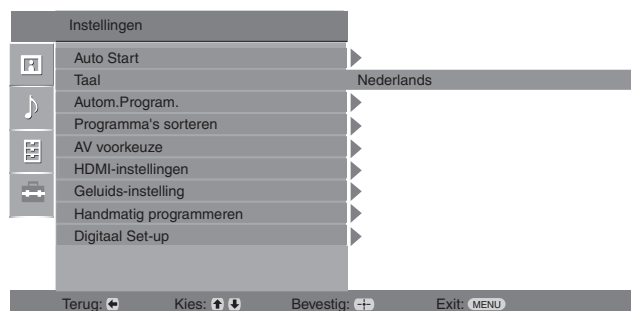 Instellingen
Auto Start
Taal Nederlands
Autom.Program.
Programma's sorteren
AV voorkeuze
HDMI-instellingen
Geluids-instelling
Handmatig programmeren
Digitaal Set-up
Terug: Kies: Bevestig: Exit: MENU